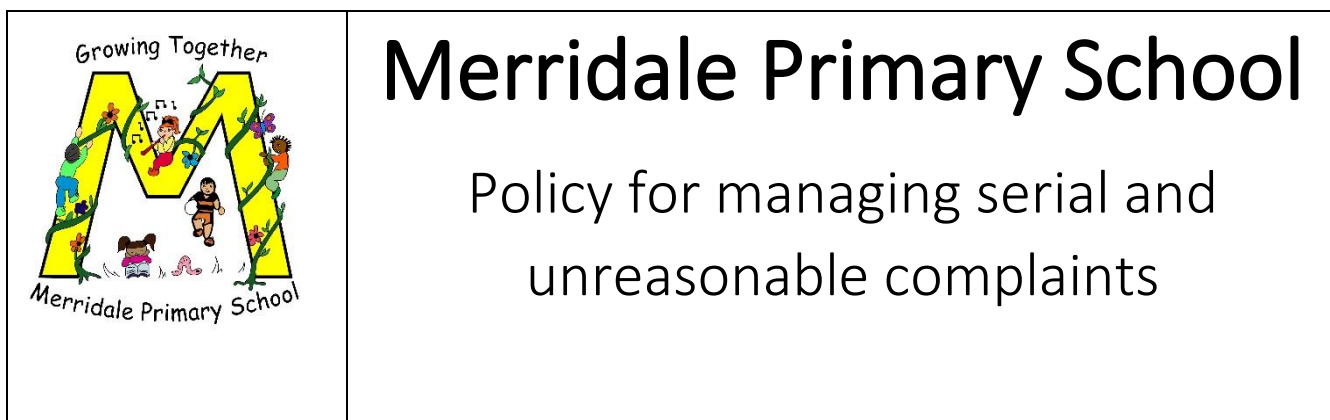 Growing Together
Merridale Primary School
Merridale Primary School
Policy for managing serial and
unreasonable complaints